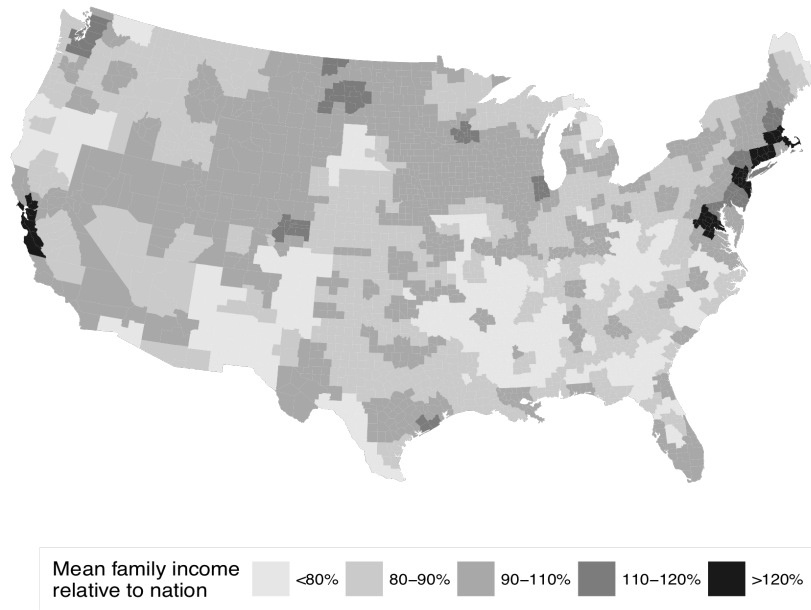 Mean family income
relative to nation
<80%
80–90%
90–110%
110–120%
>120%